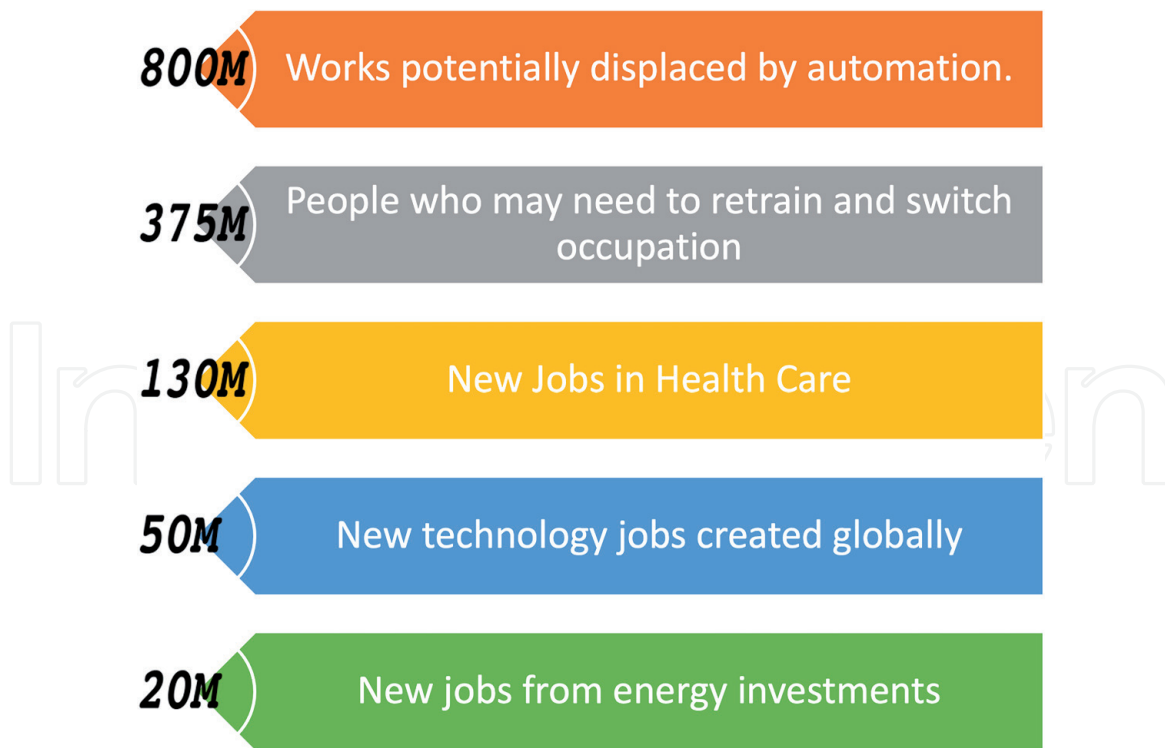 800M
Works potentially displaced by automation.
375M
People who may need to retrain and switch
occupation
130M
New Jobs in Health Care
50M
New technology jobs created globally
20M
New jobs from energy investments